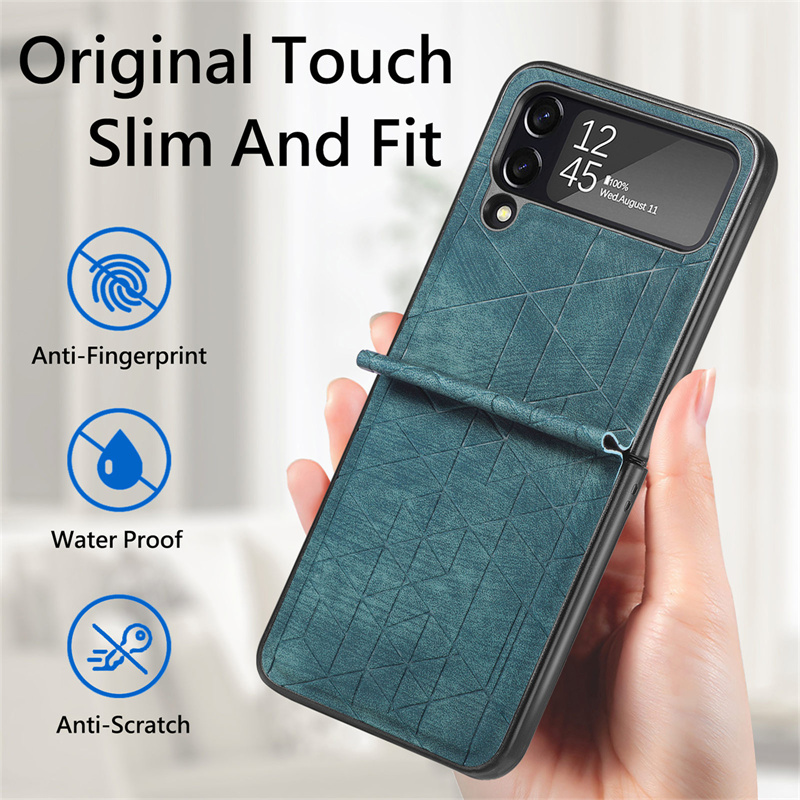 Original Touch
Slim And Fit
12
45
100%
Wed,August 11
Anti-Fingerprint
Water Proof
Anti-Scratch